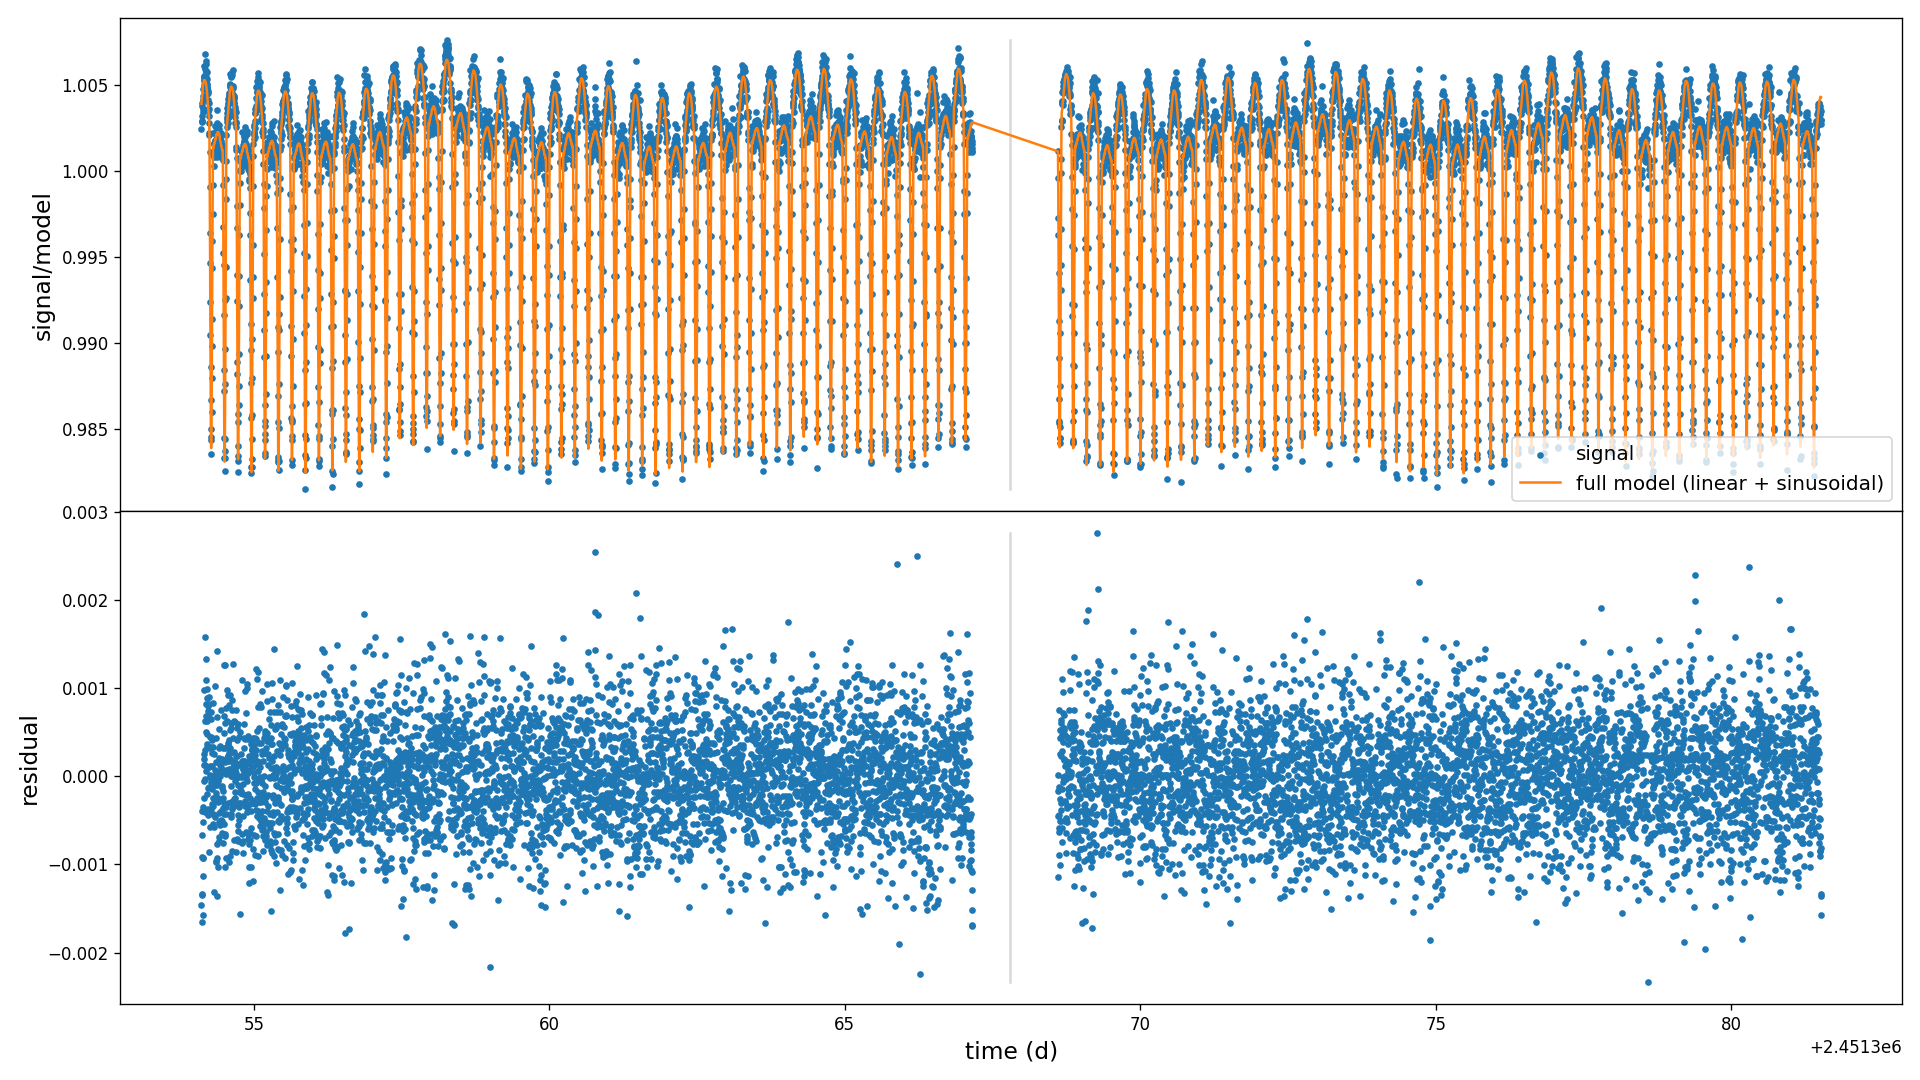 signal/model
1.005
1.000
0.995
0.990
0.985
signal
full model (linear + sinusoidal)
residual
0.003
0.002
0.001
0.000
−0.001
−0.002
55
60
65
70
75
80
time (d)
+2.4513e6